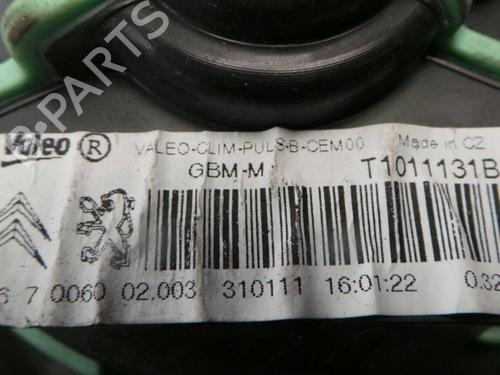 Valeo ®
VALEO-CLIM-PULS-B-CEM00 Made in CZ
GBM-M T1011131B
6 7 0060 02.003 310111 16:01:22 0.32
B-PARTS